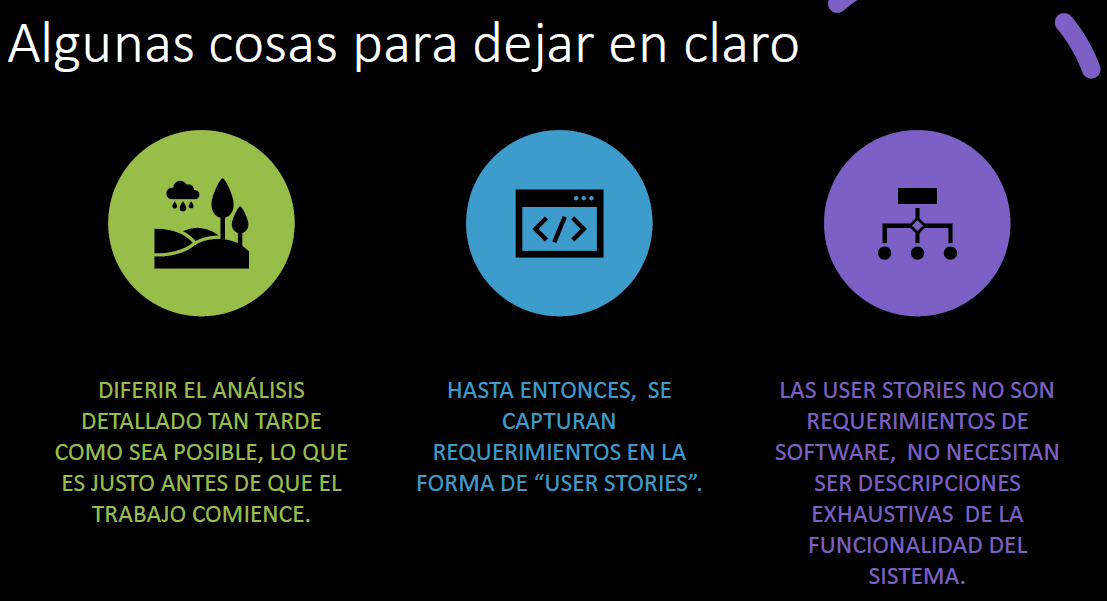 Algunas cosas para dejar en claro
</>
DIFERIR EL ANÁLISIS
DETALLADO TAN TARDE
COMO SEA POSIBLE, LO QUE
ES JUSTO ANTES DE QUE EL
TRABAJO COMIENCE.
HASTA ENTONCES,  SE
CAPTURAN
REQUERIMIENTOS EN LA
FORMA DE “USER STORIES”.
LAS USER STORIES NO SON
REQUERIMIENTOS DE
SOFTWARE,  NO NECESITAN
SER DESCRIPCIONES
EXHAUSTIVAS  DE LA
FUNCIONALIDAD DEL
SISTEMA.